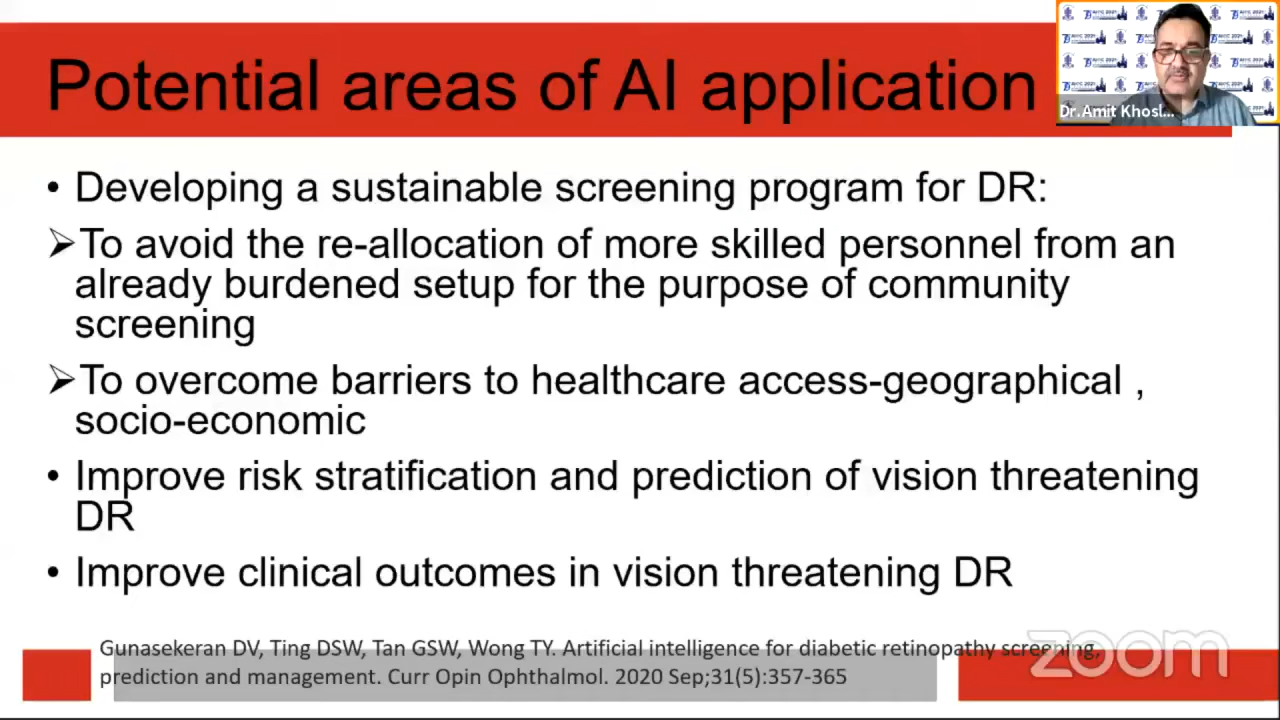 Potential areas of AI application
Dr.Amit Khosl...
• Developing a sustainable screening program for DR:
➢To avoid the re-allocation of more skilled personnel from an
already burdened setup for the purpose of community
screening
➢To overcome barriers to healthcare access-geographical ,
socio-economic
• Improve risk stratification and prediction of vision threatening
DR
• Improve clinical outcomes in vision threatening DR
Gunasekeran DV, Ting DSW, Tan GSW, Wong TY. Artificial intelligence for diabetic retinopathy screening,
prediction and management. Curr Opin Ophthalmol. 2020 Sep;31(5):357-365
zoom